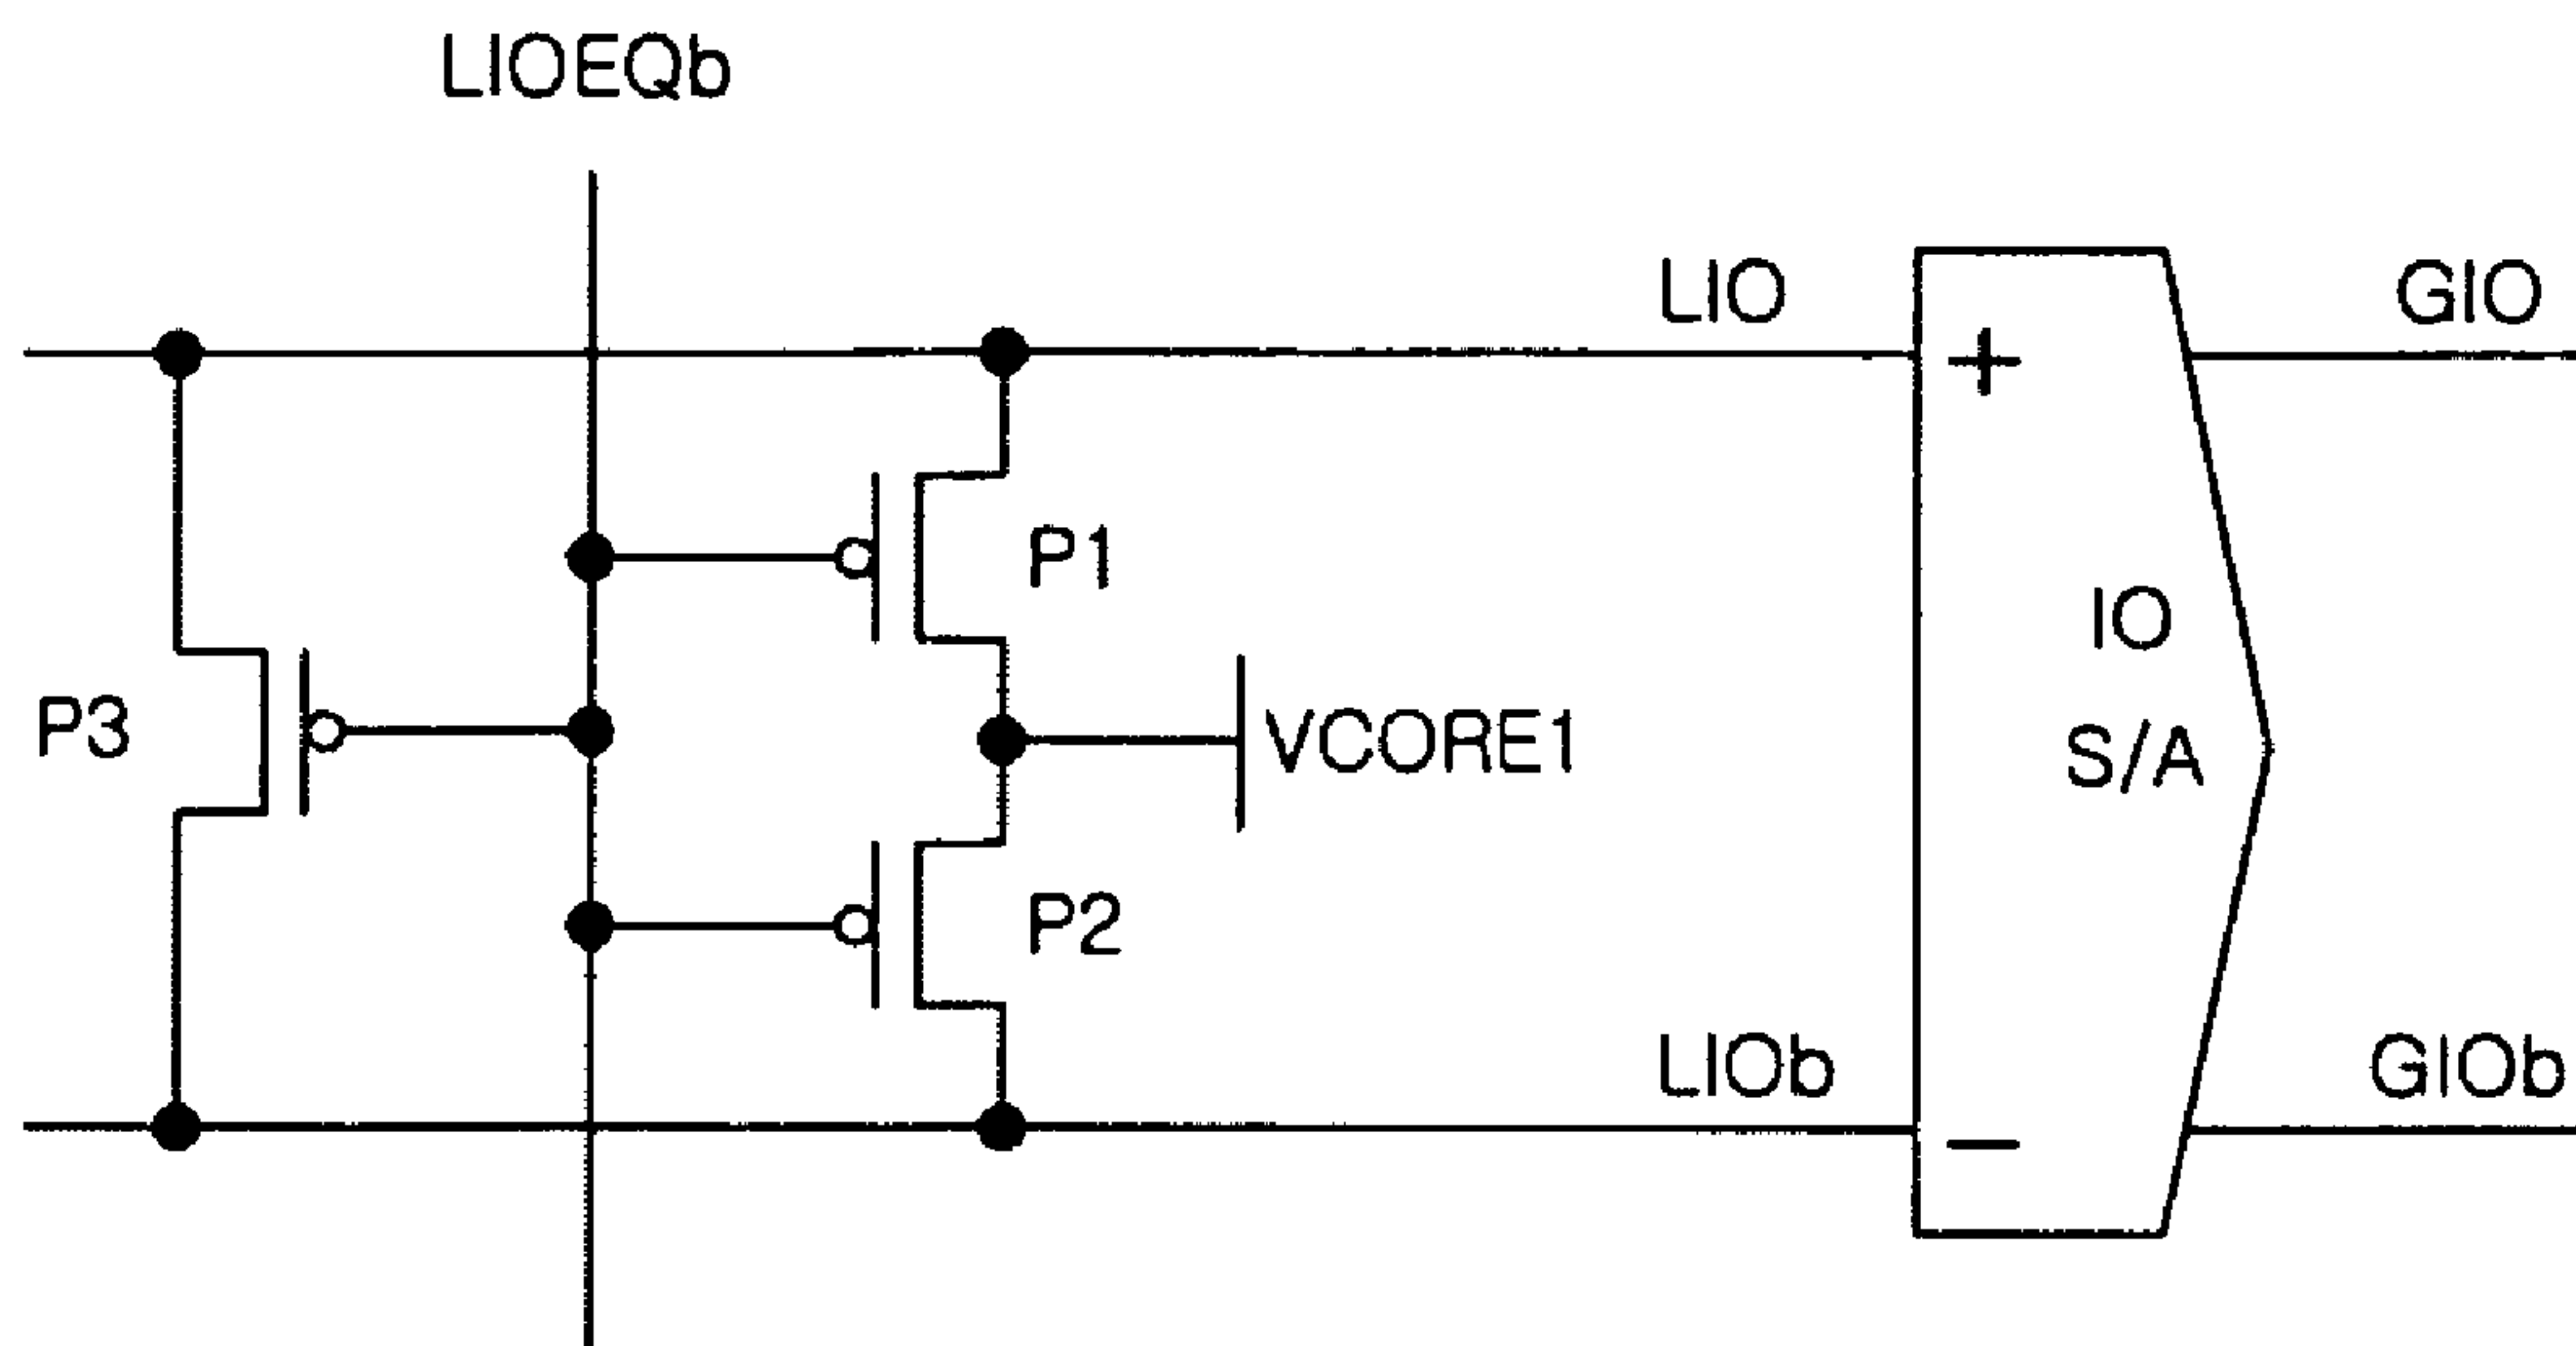 LIOEQb
LIO
GIO
+
P1
IO
S/A
P3
VCORE1
P2
LIOb
GIOb
−